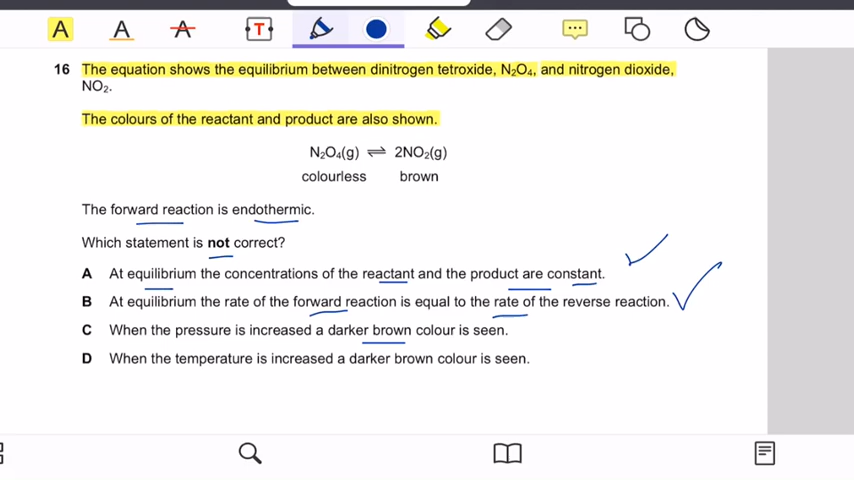 A A A T
16 The equation shows the equilibrium between dinitrogen tetroxide, N₂O₄, and nitrogen dioxide,
NO₂.
The colours of the reactant and product are also shown.
N₂O₄(g) ⇌ 2NO₂(g)
colourless brown
The forward reaction is endothermic.
Which statement is not correct?
A At equilibrium the concentrations of the reactant and the product are constant.
B At equilibrium the rate of the forward reaction is equal to the rate of the reverse reaction.
C When the pressure is increased a darker brown colour is seen.
D When the temperature is increased a darker brown colour is seen.